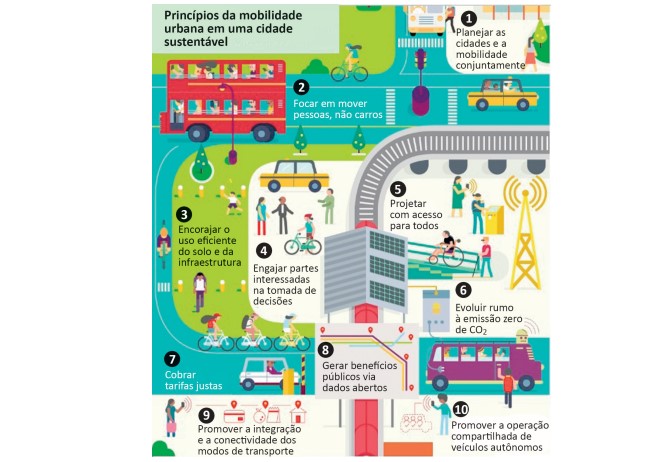 Princípios da mobilidade
urbana em uma cidade
sustentável
1
Planejar as
cidades e a
mobilidade
conjuntamente
2
Focar em mover
pessoas, não carros
3
Encorajar o
uso eficiente
do solo e da
infraestrutura
4
Engajar partes
interessadas
na tomada de
decisões
5
Projetar
com acesso
para todos
6
Evoluir rumo
à emissão zero
de CO₂
7
Cobrar
tarifas justas
8
Gerar benefícios
públicos via
dados abertos
9
Promover a integração
e a conectividade dos
modos de transporte
10
Promover a operação
compartilhada de
veículos autônomos